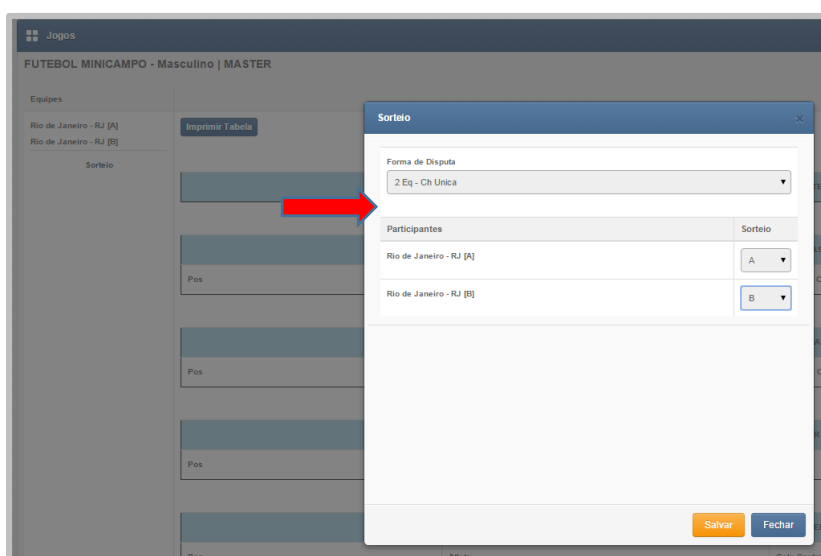 Jogos
FUTEBOL MINICAMPO - Masculino | MASTER
Equipes
Rio de Janeiro - RJ [A]
Rio de Janeiro - RJ [B]
Sorteio
Imprimir Tabela
Pos
Pos
Pos
Sorteio
×
Forma de Disputa
2 Eq - Ch Unica
Participantes Sorteio
Rio de Janeiro - RJ [A] A
Rio de Janeiro - RJ [B] B
Salvar Fechar